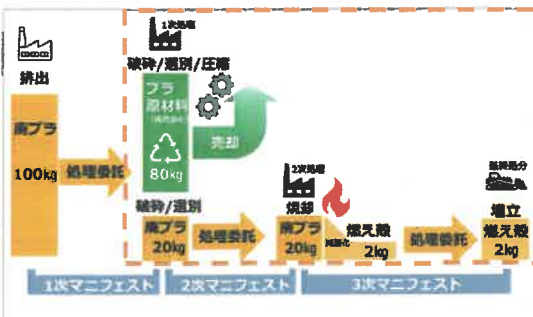 排出
廃プラ
100kg
処理委託
1次処理
破砕/選別/圧縮
プラ
原材料
80kg
売却
破砕/選別
廃プラ
20kg
処理委託
2次処理
焼却
廃プラ
20kg
減量化
燃え殻
2kg
処理委託
最終処分
埋立
燃え殻
2kg
1次マニフェスト
2次マニフェスト
3次マニフェスト